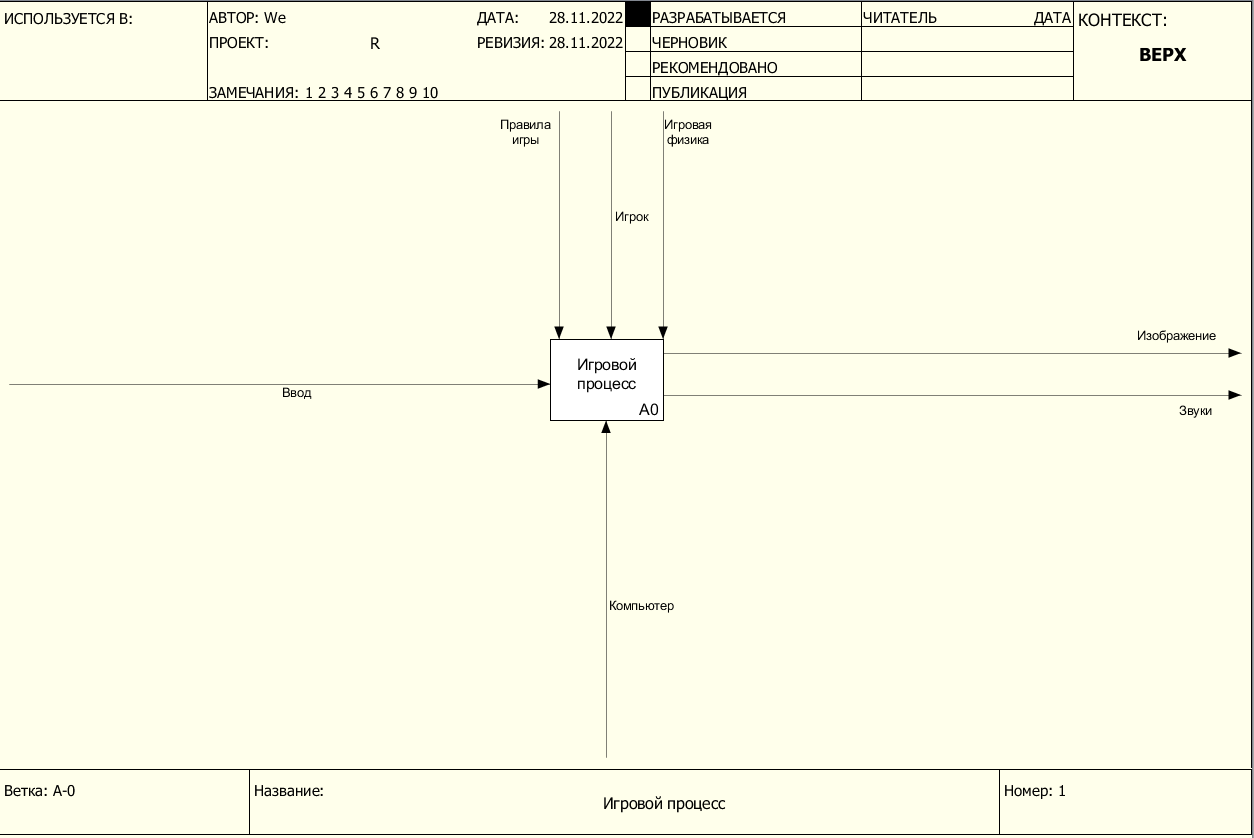 ИСПОЛЬЗУЕТСЯ В:
АВТОР: We
ДАТА: 28.11.2022
РАЗРАБАТЫВАЕТСЯ
ЧИТАТЕЛЬ
ДАТА
КОНТЕКСТ:
ПРОЕКТ: R
РЕВИЗИЯ: 28.11.2022
ЧЕРНОВИК
ВЕРХ
РЕКОМЕНДОВАНО
ЗАМЕЧАНИЯ: 1 2 3 4 5 6 7 8 9 10
ПУБЛИКАЦИЯ
Правила
игры
Игровая
физика
Игрок
Изображение
Игровой
процесс
A0
Ввод
Звуки
Компьютер
Ветка: A-0
Название:
Игровой процесс
Номер: 1